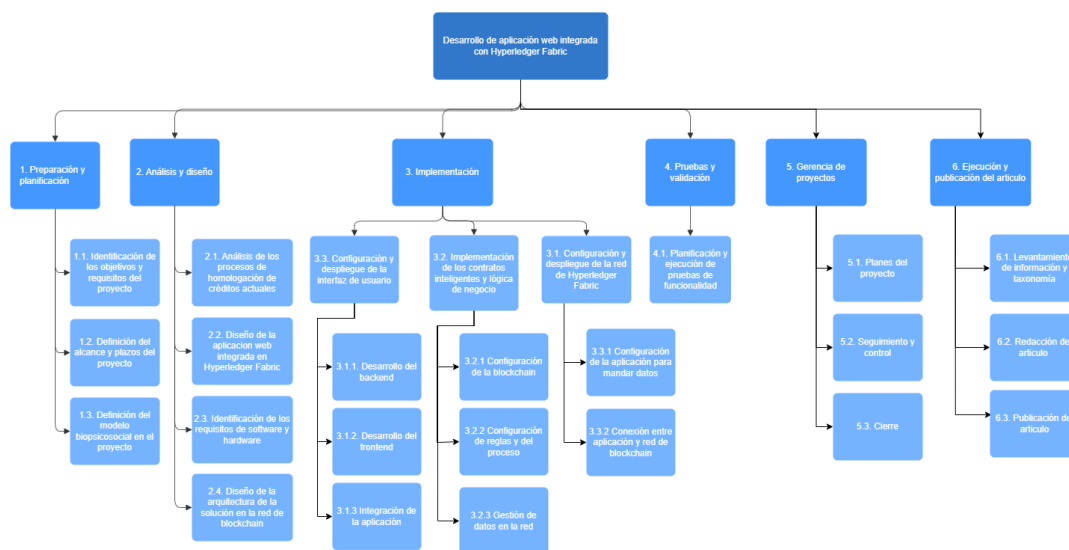 Desarrollo de aplicación web integrada
con Hyperledger Fabric
1. Preparación y
planificación
2. Análisis y diseño
3. Implementación
4. Pruebas y
validación
5. Gerencia de
proyectos
6. Ejecución y
publicación del articulo
1.1. Identificación de
los objetivos y
requisitos del
proyecto
1.2. Definición del
alcance y plazos del
proyecto
1.3. Definición del
modelo
biopsicosocial en el
proyecto
2.1. Análisis de los
procesos de
homologación de
créditos actuales
2.2. Diseño de la
aplicacion web
integrada en
Hyperledger Fabric
2.3. Identificación de los
requisitos de software y
hardware
2.4. Diseño de la
arquitectura de la
solución en la red de
blockchain
3.3. Configuración y
despliegue de la
interfaz de usuario
3.1.1. Desarrollo del
backend
3.1.2. Desarrollo del
frontend
3.1.3 Integración de
la aplicación
3.2. Implementación
de los contratos
inteligentes y lógica
de negocio
3.2.1 Configuración
de la blockchain
3.2.2 Configuración
de reglas y del
proceso
3.2.3 Gestión de
datos en la red
3.1. Configuración y
despliegue de la red
de Hyperledger
Fabric
3.3.1 Configuración
de la aplicación para
mandar datos
3.3.2 Conexión entre
aplicación y red de
blockchain
4.1. Planificación y
ejecución de
pruebas de
funcionalidad
5.1. Planes del
proyecto
5.2. Seguimiento y
control
5.3. Cierre
6.1. Levantamiento
de información y
taxonomía
6.2. Redacción de
articulo
6.3. Publicación de
articulo